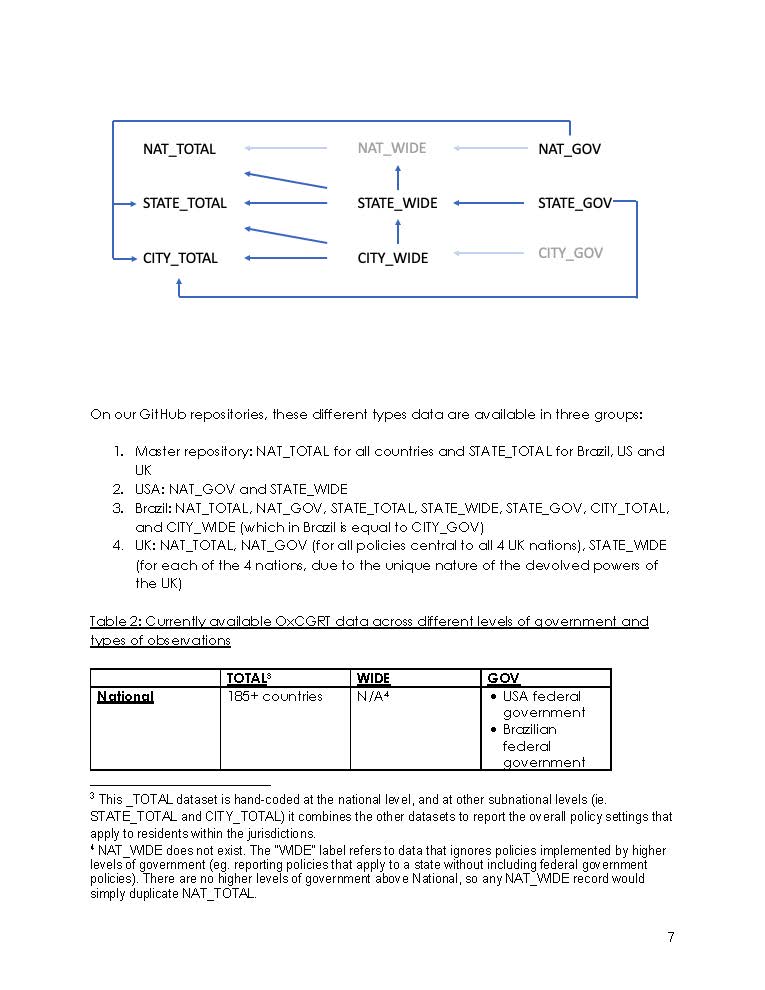 NAT_TOTAL NAT_WIDE NAT_GOV
STATE_TOTAL STATE_WIDE STATE_GOV
CITY_TOTAL CITY_WIDE CITY_GOV
On our GitHub repositories, these different types data are available in three groups:
1. Master repository: NAT_TOTAL for all countries and STATE_TOTAL for Brazil, US and
UK
2. USA: NAT_GOV and STATE_WIDE
3. Brazil: NAT_TOTAL, NAT_GOV, STATE_TOTAL, STATE_WIDE, STATE_GOV, CITY_TOTAL,
and CITY_WIDE (which in Brazil is equal to CITY_GOV)
4. UK: NAT_TOTAL, NAT_GOV (for all policies central to all 4 UK nations), STATE_WIDE
(for each of the 4 nations, due to the unique nature of the devolved powers of
the UK)
Table 2: Currently available OxCGRT data across different levels of government and
types of observations
TOTAL³ WIDE GOV
National 185+ countries N/A⁴ • USA federal
government
• Brazilian
federal
government
³ This _TOTAL dataset is hand-coded at the national level, and at other subnational levels (ie.
STATE_TOTAL and CITY_TOTAL) it combines the other datasets to report the overall policy settings that
apply to residents within the jurisdictions.
⁴ NAT_WIDE does not exist. The "WIDE" label refers to data that ignores policies implemented by higher
levels of government (eg. reporting policies that apply to a state without including federal government
policies). There are no higher levels of government above National, so any NAT_WIDE record would
simply duplicate NAT_TOTAL.
7